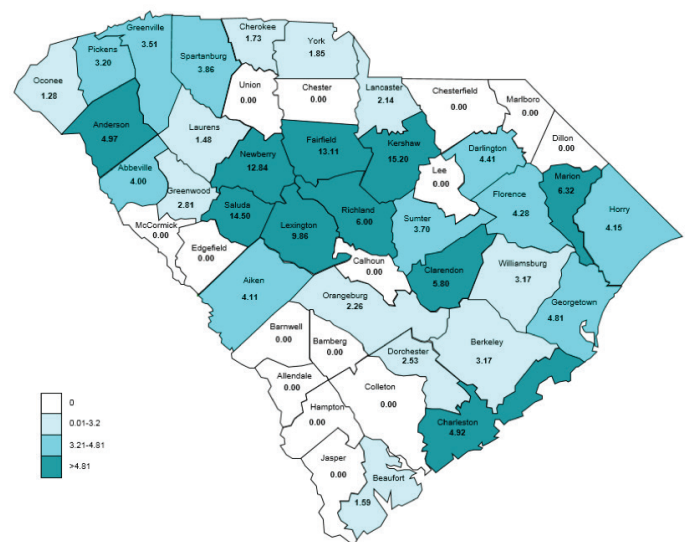 Cherokee
1.73
York
1.85
Greenville
3.51
Pickens
3.20
Spartanburg
3.86
Oconee
1.28
Union
0.00
Chester
0.00
Lancaster
2.14
Chesterfield
0.00
Marlboro
0.00
Dillon
0.00
Anderson
4.97
Laurens
1.48
Fairfield
13.11
Kershaw
15.20
Darlington
4.41
Newberry
12.84
Lee
0.00
Marion
6.32
Abbeville
4.00
Greenwood
2.81
Saluda
14.50
Richland
6.00
Florence
4.28
Horry
4.15
McCormick
0.00
Lexington
9.86
Sumter
3.70
Edgefield
0.00
Calhoun
0.00
Clarendon
5.80
Williamsburg
3.17
Aiken
4.11
Orangeburg
2.26
Georgetown
4.81
Barnwell
0.00
Bamberg
0.00
Berkeley
3.17
Dorchester
2.53
Allendale
0.00
Colleton
0.00
Hampton
0.00
Charleston
4.92
Jasper
0.00
Beaufort
1.59
0
0.01-3.2
3.21-4.81
>4.81